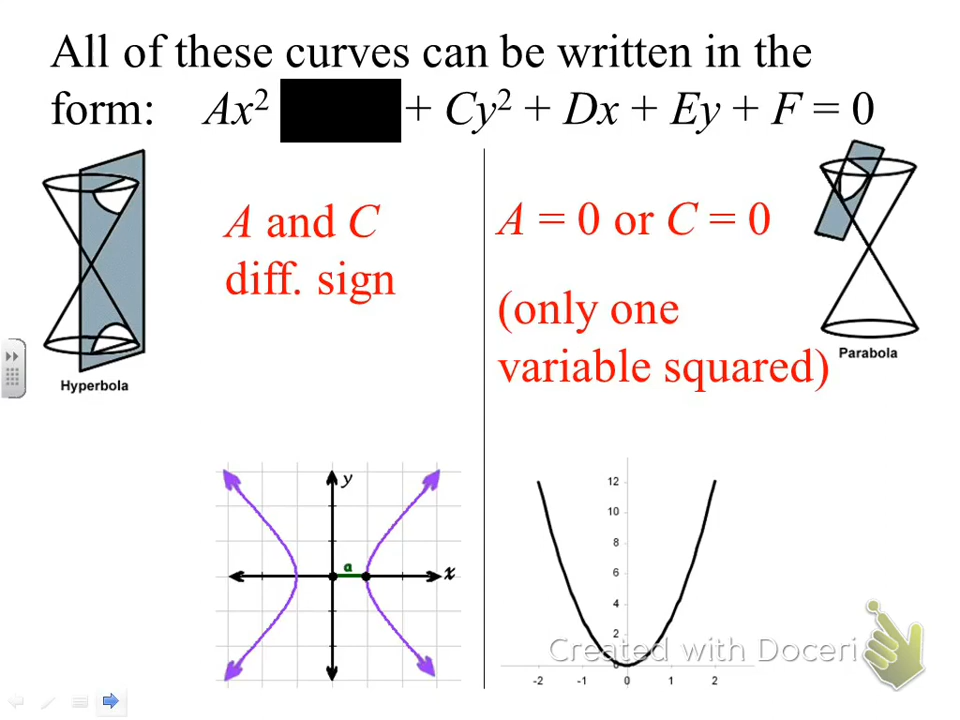 All of these curves can be written in the
form: Ax² + Cy² + Dx + Ey + F = 0
A and C
diff. sign
Hyperbola
A = 0 or C = 0
(only one
variable squared)
Parabola
y
a
x
12
10
8
6
4
2
0
-2 -1 0 1 2
Created with Doceri